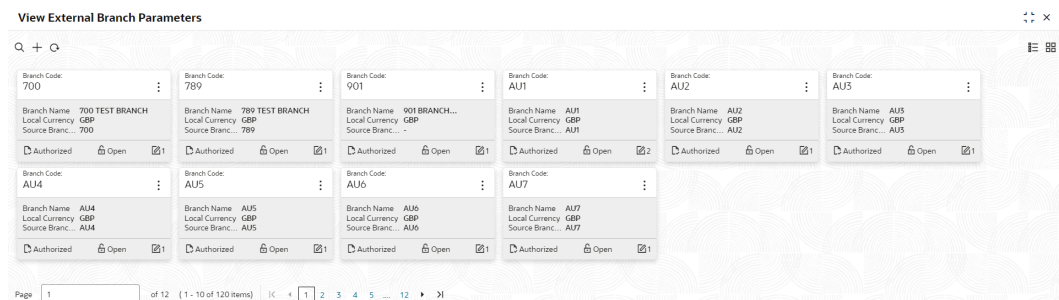 View External Branch Parameters
Branch Code: Branch Code: Branch Code: Branch Code: Branch Code: Branch Code:
700 789 901 AU1 AU2 AU3
Branch Name 700 TEST BRANCH Branch Name 789 TEST BRANCH Branch Name 901 BRANCH... Branch Name AU1 Branch Name AU2 Branch Name AU3
Local Currency GBP Local Currency GBP Local Currency GBP Local Currency GBP Local Currency GBP Local Currency GBP
Source Branc... 700 Source Branc... 789 Source Branc... - Source Branc... AU1 Source Branc... AU2 Source Branc... AU3
Authorized Open 1 Authorized Open 1 Authorized Open 1 Authorized Open 2 Authorized Open 1 Authorized Open 1
Branch Code: Branch Code: Branch Code: Branch Code:
AU4 AU5 AU6 AU7
Branch Name AU4 Branch Name AU5 Branch Name AU6 Branch Name AU7
Local Currency GBP Local Currency GBP Local Currency GBP Local Currency GBP
Source Branc... AU4 Source Branc... AU5 Source Branc... AU6 Source Branc... AU7
Authorized Open 1 Authorized Open 1 Authorized Open 1 Authorized Open 1
Page 1 of 12 (1 - 10 of 120 items) 1 2 3 4 5 .... 12